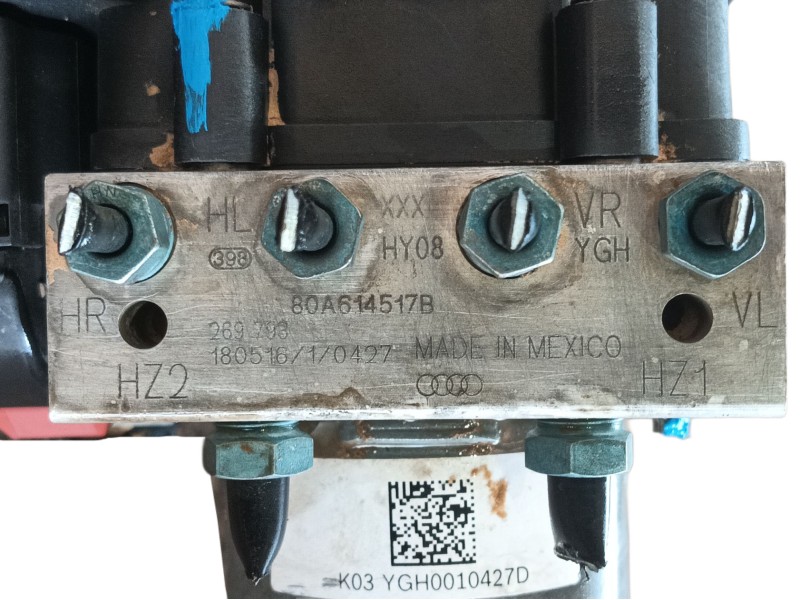 HL XXX VR
398 HY08 YGH
80A614517B
HR VL
269 793
180516/1/0427 MADE IN MEXICO
HZ2 HZ1
K03 YGH0010427D